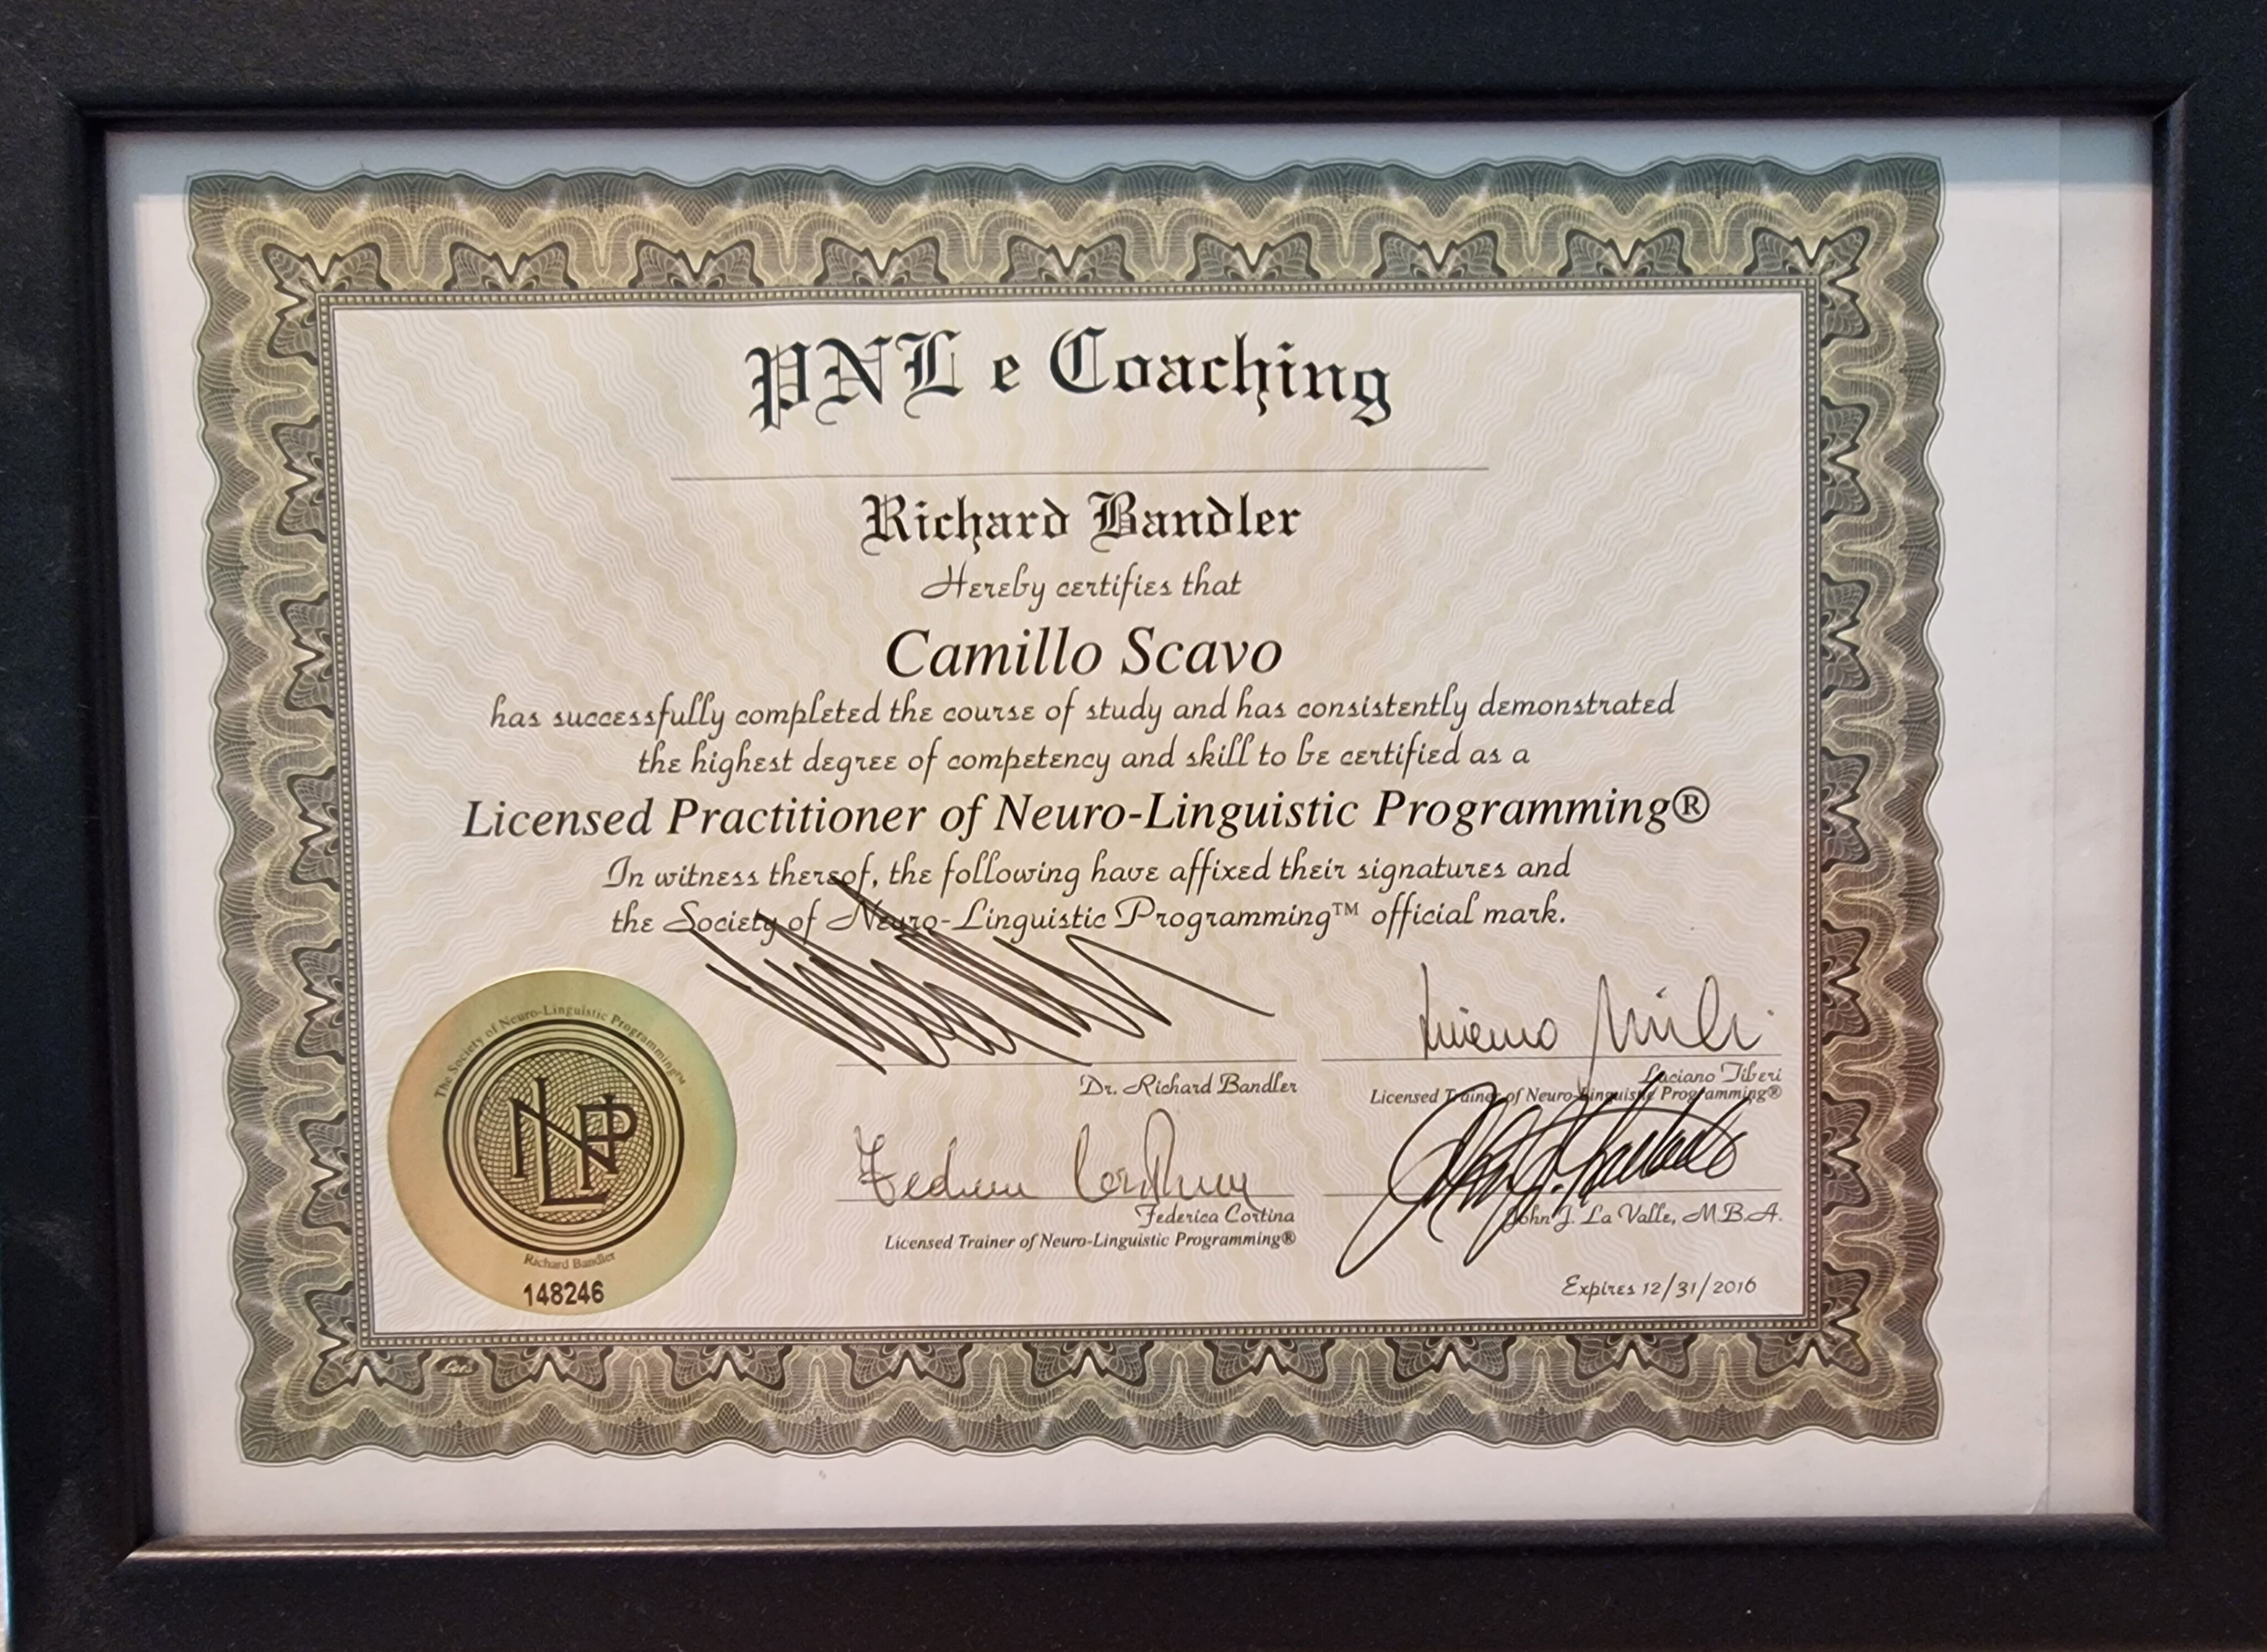 PNL e Coaching
Richard Bandler
Hereby certifies that
Camillo Scavo
has successfully completed the course of study and has consistently demonstrated
the highest degree of competency and skill to be certified as a
Licensed Practitioner of Neuro-Linguistic Programming®
In witness thereof, the following have affixed their signatures and
the Society of Neuro-Linguistic Programming™ official mark.
Dr. Richard Bandler
Luciano Tiberi
Licensed Trainer of Neuro-Linguistic Programming®
Federica Cortina
Licensed Trainer of Neuro-Linguistic Programming®
John J. La Valle, M.B.A.
Expires 12/31/2016
The Society of Neuro-Linguistic Programming™
NLP
Richard Bandler
148246